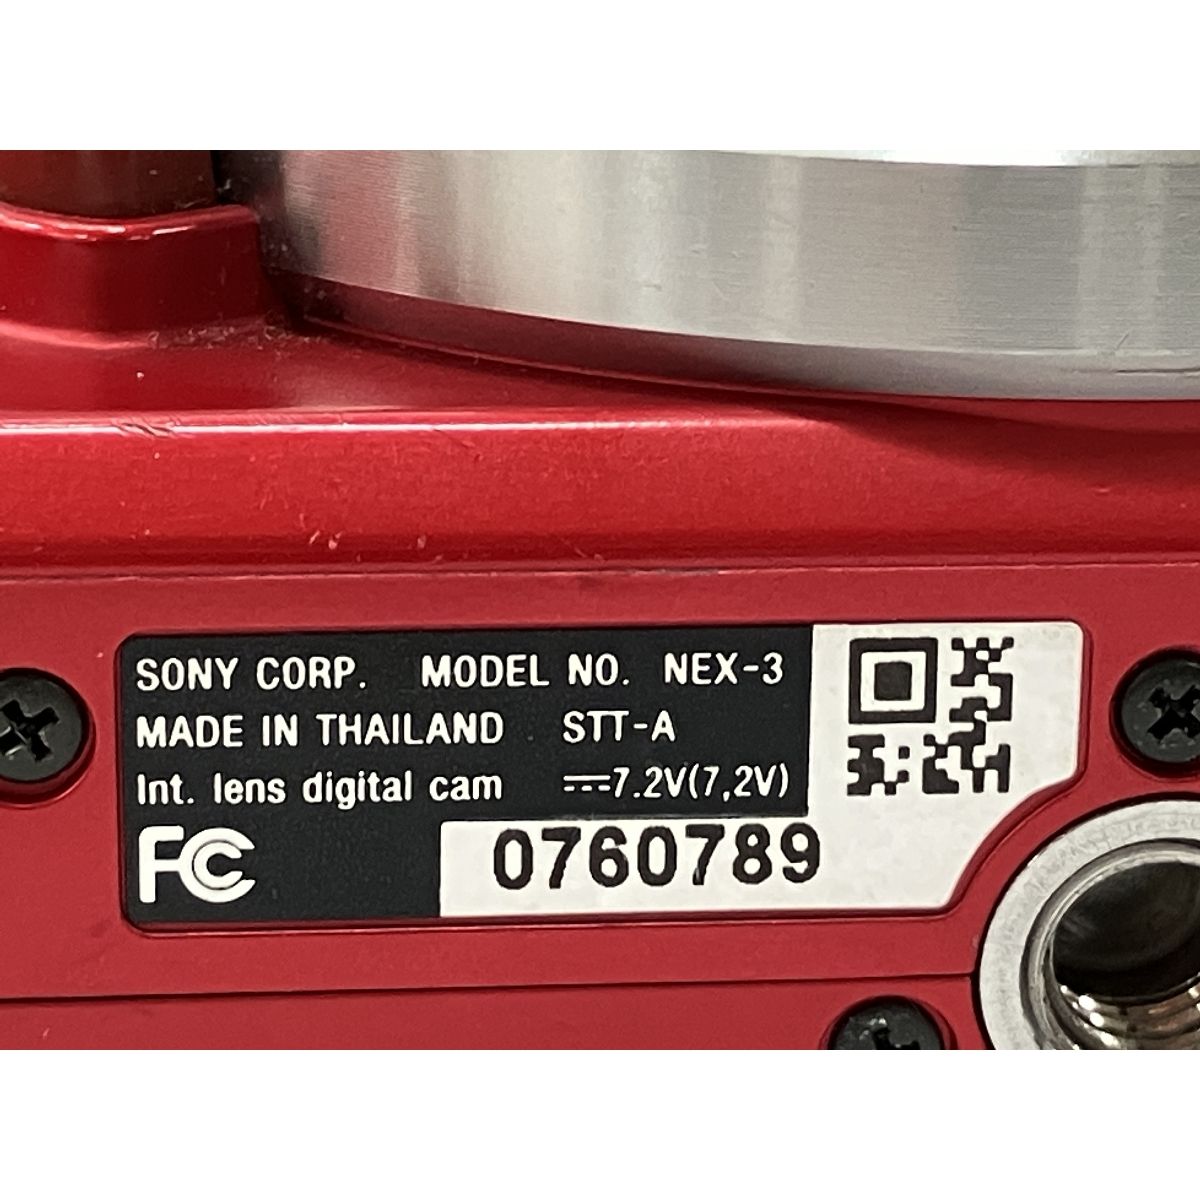 SONY CORP. MODEL NO. NEX-3
MADE IN THAILAND STT-A
Int. lens digital cam ⎓7.2V(7,2V)
FC 0760789